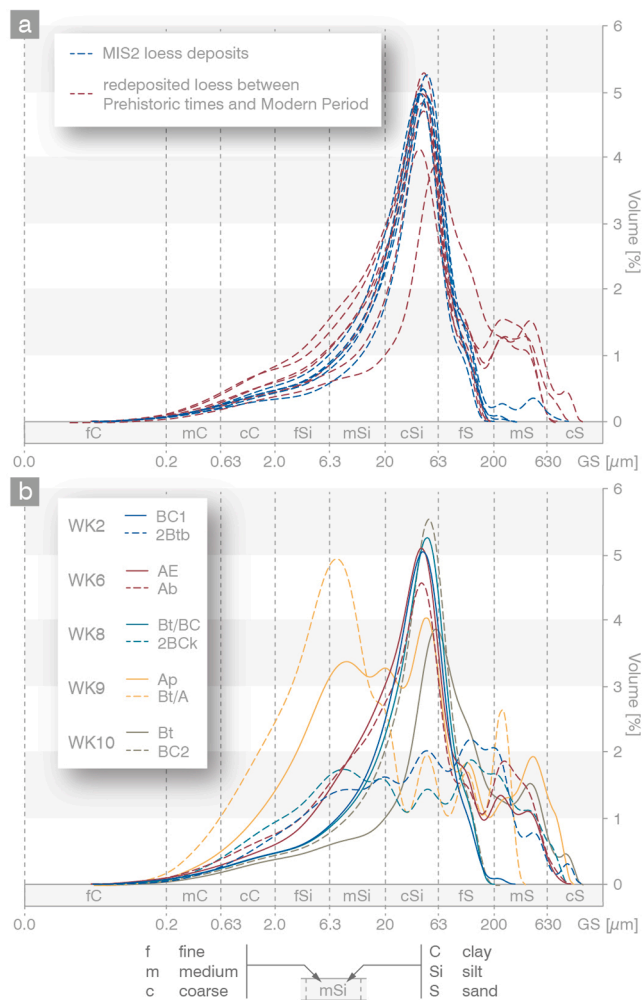 a
MIS2 loess deposits
redeposited loess between
Prehistoric times and Modern Period
6
5
4
3
2
1
0
Volume [%]
fC mC cC fSi mSi cSi fS mS cS
0.0 0.2 0.63 2.0 6.3 20 63 200 630 GS [µm]
b
WK2 BC1
2Btb
WK6 AE
Ab
WK8 Bt/BC
2BCk
WK9 Ap
Bt/A
WK10 Bt
BC2
6
5
4
3
2
1
0
Volume [%]
fC mC cC fSi mSi cSi fS mS cS
0.0 0.2 0.63 2.0 6.3 20 63 200 630 GS [µm]
f fine C clay
m medium Si silt
c coarse mSi S sand